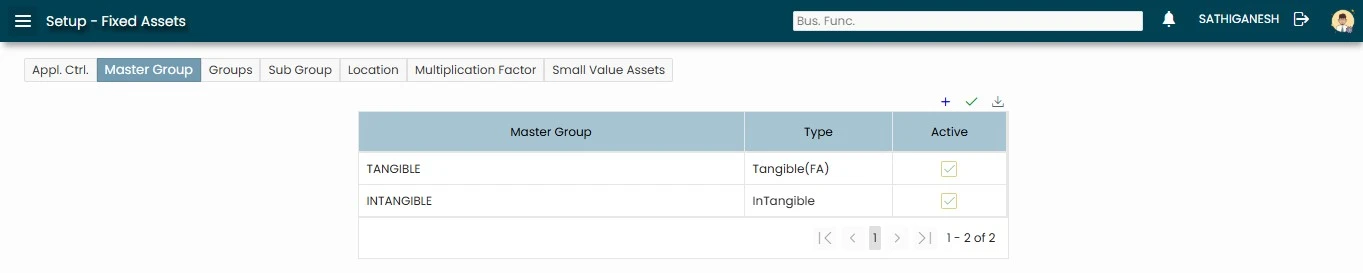 Setup - Fixed Assets
Bus. Func.
SATHIGANESH
Appl. Ctrl. Master Group Groups Sub Group Location Multiplication Factor Small Value Assets
Master Group Type Active
TANGIBLE Tangible(FA)
INTANGIBLE InTangible
1 1 - 2 of 2